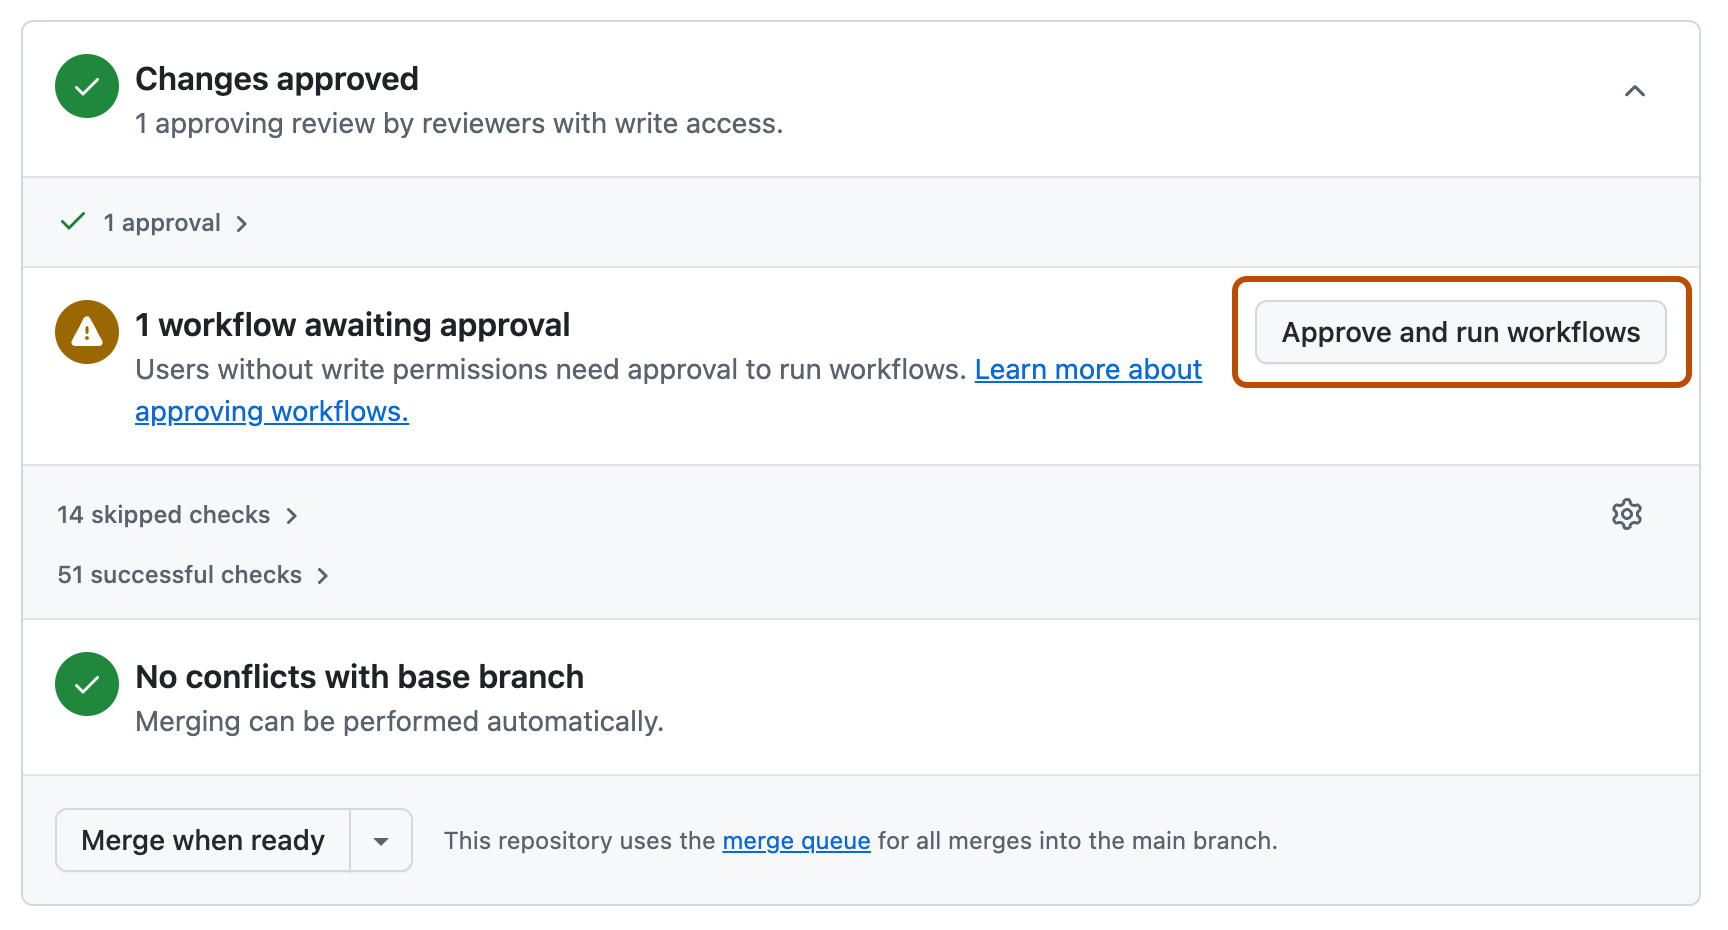 Changes approved
1 approving review by reviewers with write access.
1 approval
1 workflow awaiting approval
Approve and run workflows
Users without write permissions need approval to run workflows. Learn more about
approving workflows.
14 skipped checks
51 successful checks
No conflicts with base branch
Merging can be performed automatically.
Merge when ready
This repository uses the merge queue for all merges into the main branch.